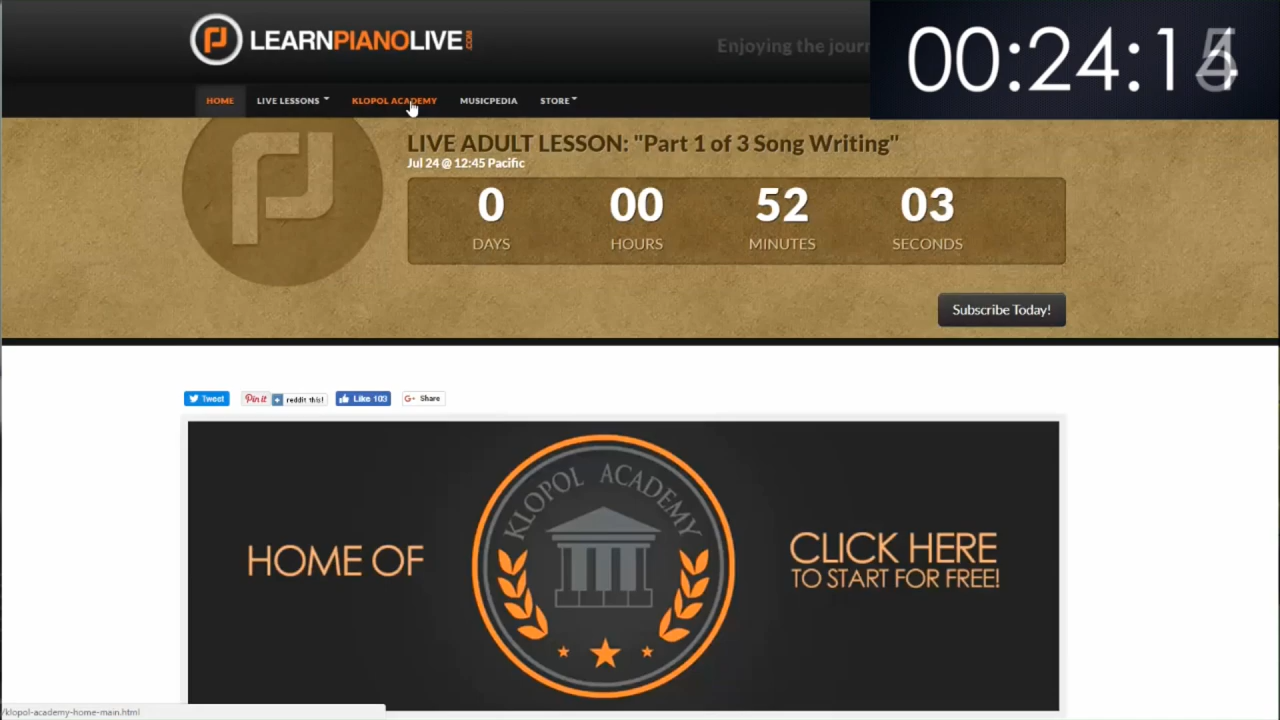 LEARNPIANOLIVE.COM
Enjoying the journ
00:24:1
HOME
LIVE LESSONS
KLOPOL ACADEMY
MUSICPEDIA
STORE
LIVE ADULT LESSON: "Part 1 of 3 Song Writing"
Jul 24 @ 12:45 Pacific
0 00 52 03
DAYS HOURS MINUTES SECONDS
Subscribe Today!
Tweet
Pin it
reddit this!
Like 103
G+ Share
HOME OF
KLOPOL ACADEMY
CLICK HERE
TO START FOR FREE!
/klopol-academy-home-main.html